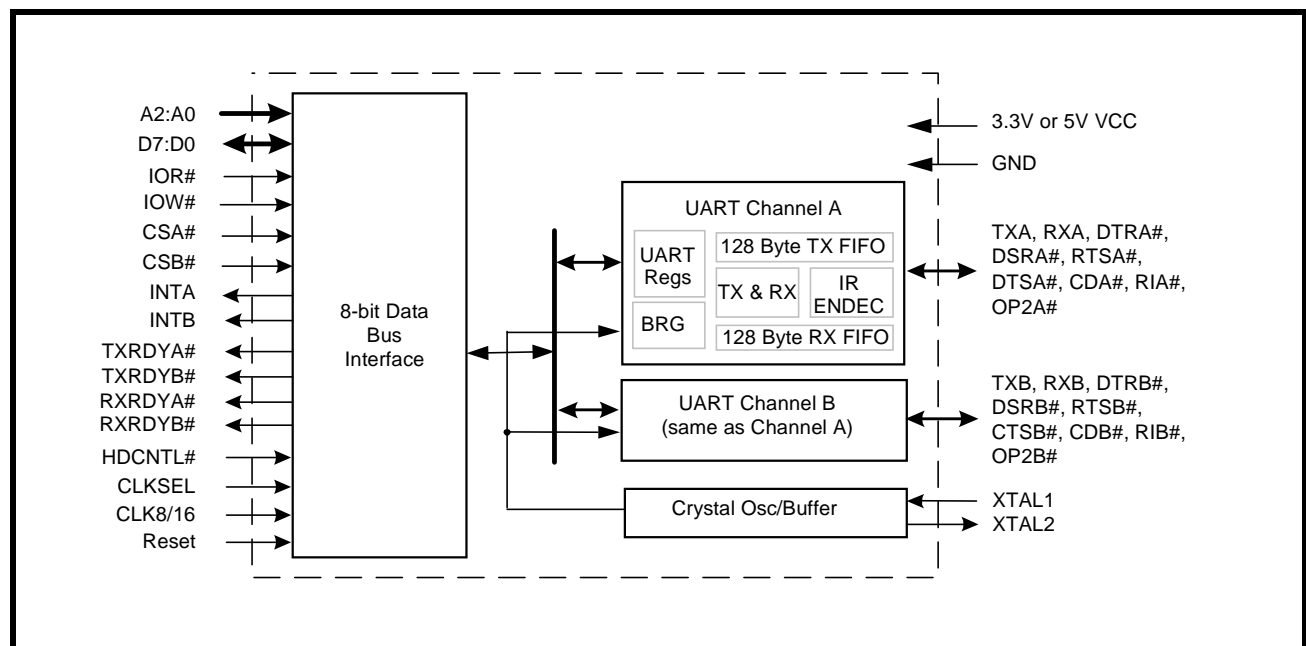 A2:A0
D7:D0
IOR#
IOW#
CSA#
CSB#
INTA
INTB
TXRDYA#
TXRDYB#
RXRDYA#
RXRDYB#
HDCNTL#
CLKSEL
CLK8/16
Reset
8-bit Data
Bus
Interface
UART Channel A
UART
Regs
BRG
128 Byte TX FIFO
TX & RX
IR
ENDEC
128 Byte RX FIFO
UART Channel B
(same as Channel A)
Crystal Osc/Buffer
3.3V or 5V VCC
GND
TXA, RXA, DTRA#,
DSRA#, RTSA#,
DTSA#, CDA#, RIA#,
OP2A#
TXB, RXB, DTRB#,
DSRB#, RTSB#,
CTSB#, CDB#, RIB#,
OP2B#
XTAL1
XTAL2